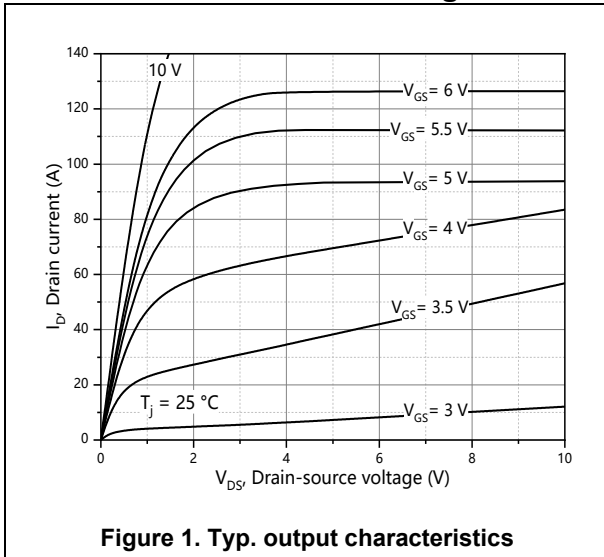 140
120
100
80
60
40
20
0
I_D, Drain current (A)
10 V
V_GS= 6 V
V_GS= 5.5 V
V_GS= 5 V
V_GS= 4 V
V_GS= 3.5 V
V_GS= 3 V
T_j = 25 °C
0 2 4 6 8 10
V_DS, Drain-source voltage (V)
Figure 1. Typ. output characteristics